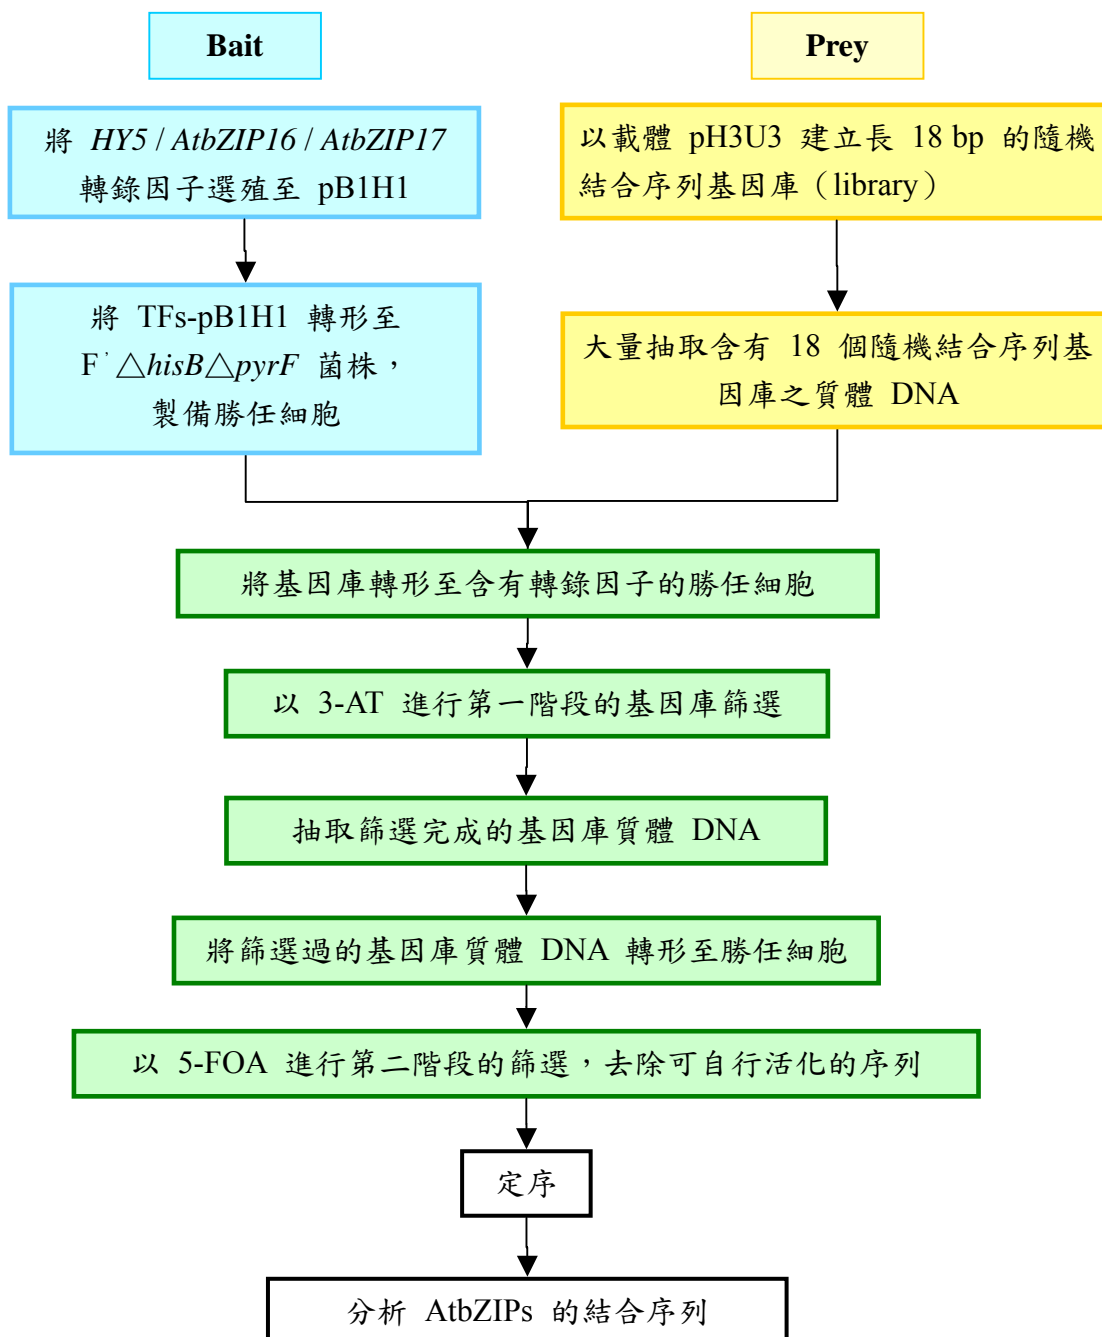 Bait
Prey
將 HY5 / AtbZIP16 / AtbZIP17
轉錄因子選殖至 pB1H1
以載體 pH3U3 建立長 18 bp 的隨機
結合序列基因庫（library）
將 TFs-pB1H1 轉形至
F' △hisB△pyrF 菌株，
製備勝任細胞
大量抽取含有 18 個隨機結合序列基
因庫之質體 DNA
將基因庫轉形至含有轉錄因子的勝任細胞
以 3-AT 進行第一階段的基因庫篩選
抽取篩選完成的基因庫質體 DNA
將篩選過的基因庫質體 DNA 轉形至勝任細胞
以 5-FOA 進行第二階段的篩選，去除可自行活化的序列
定序
分析 AtbZIPs 的結合序列